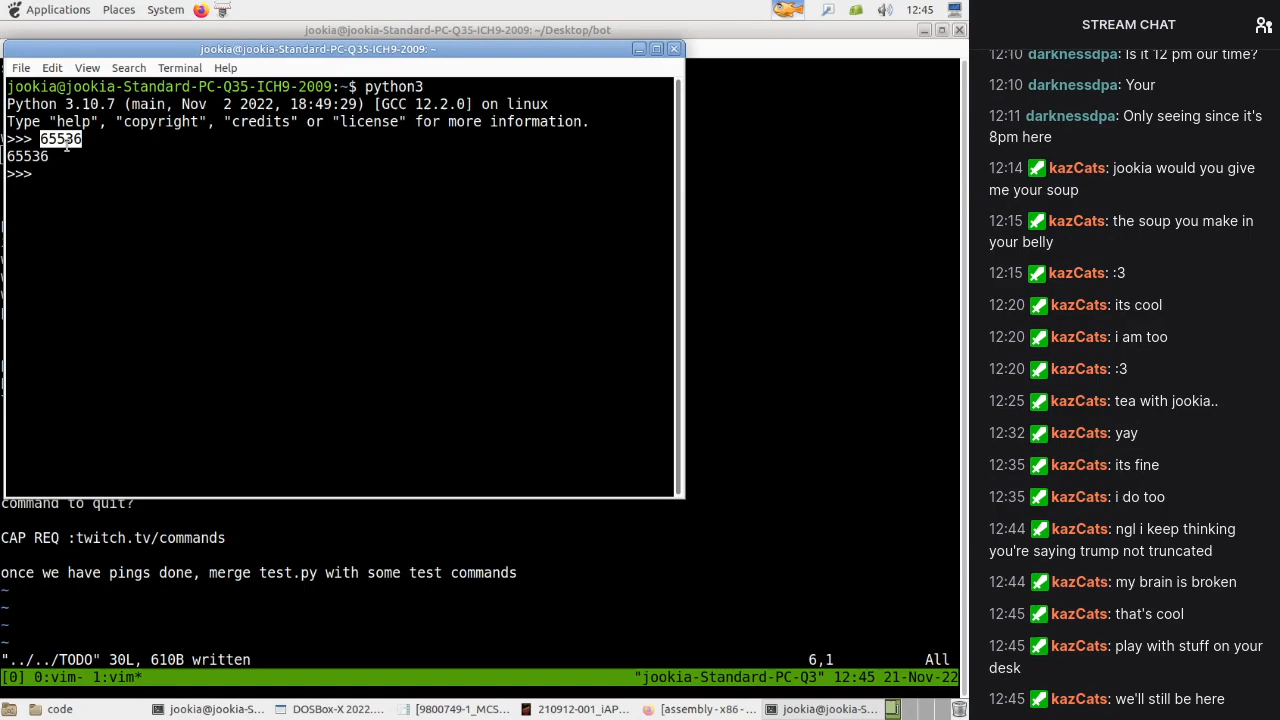 Applications Places System 12:45
jookia@jookia-Standard-PC-Q35-ICH9-2009: ~/Desktop/bot
jookia@jookia-Standard-PC-Q35-ICH9-2009: ~
File Edit View Search Terminal Help
jookia@jookia-Standard-PC-Q35-ICH9-2009:~$ python3
Python 3.10.7 (main, Nov  2 2022, 18:49:29) [GCC 12.2.0] on linux
Type "help", "copyright", "credits" or "license" for more information.
>>> 65536
65536
>>>
command to quit?
CAP REQ :twitch.tv/commands
once we have pings done, merge test.py with some test commands
~
~
~
~
"../../TODO" 30L, 610B written 6,1 All
[0] 0:vim- 1:vim* "jookia-Standard-PC-Q3" 12:45 21-Nov-22
code jookia@jookia-S... DOSBox-X 2022.... [9800749-1_MCS... 210912-001_iAP... [assembly - x86 -... jookia@jookia-S...
STREAM CHAT
12:10 darknessdpa: Is it 12 pm our time?
12:10 darknessdpa: Your
12:11 darknessdpa: Only seeing since it's
8pm here
12:14 kazCats: jookia would you give
me your soup
12:15 kazCats: the soup you make in
your belly
12:15 kazCats: :3
12:20 kazCats: its cool
12:20 kazCats: i am too
12:20 kazCats: :3
12:25 kazCats: tea with jookia..
12:32 kazCats: yay
12:35 kazCats: its fine
12:35 kazCats: i do too
12:44 kazCats: ngl i keep thinking
you're saying trump not truncated
12:44 kazCats: my brain is broken
12:45 kazCats: that's cool
12:45 kazCats: play with stuff on your
desk
12:45 kazCats: we'll still be here